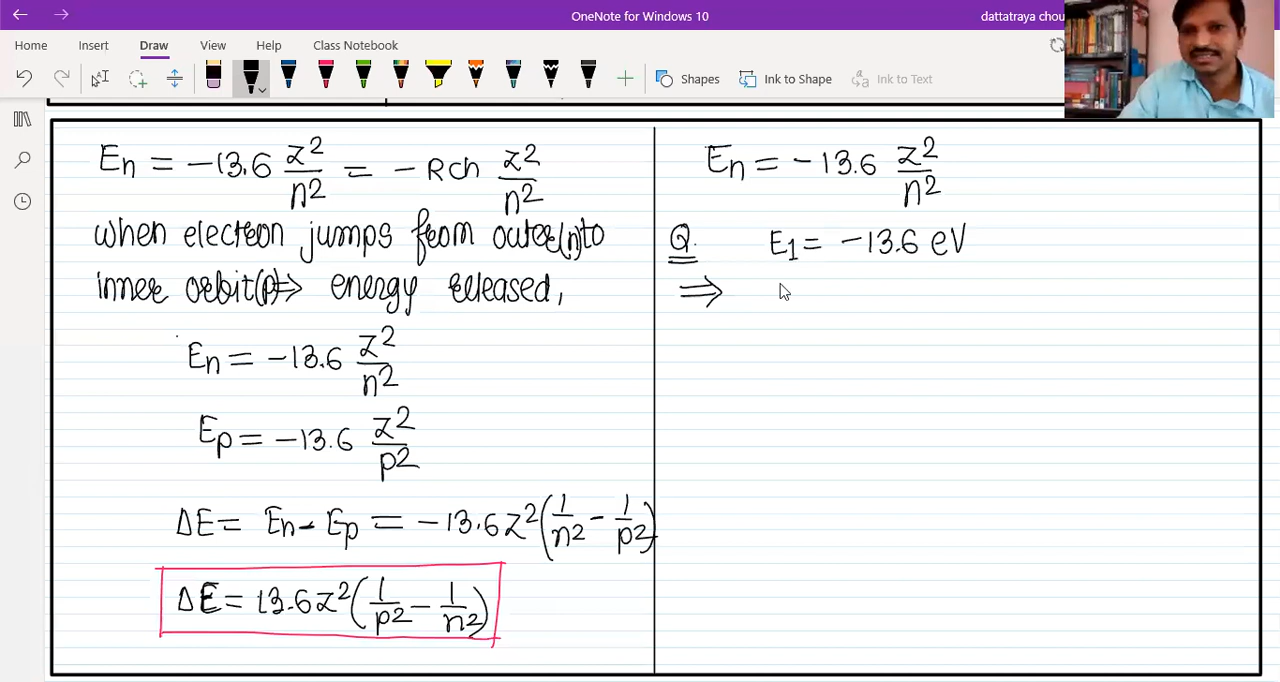 OneNote for Windows 10
dattatraya chou
Home Insert Draw View Help Class Notebook
Shapes Ink to Shape Ink to Text
En = -13.6 z²/n² = - Rch z²/n²
when electron jumps from outer(n) to
inner orbit(p) => energy released,
En = -13.6 z²/n²
Ep = -13.6 z²/p²
ΔE = En - Ep = -13.6 z² (1/n² - 1/p²)
ΔE = 13.6 z² (1/p² - 1/n²)
En = -13.6 z²/n²
Q. E₁ = -13.6 eV
⇒